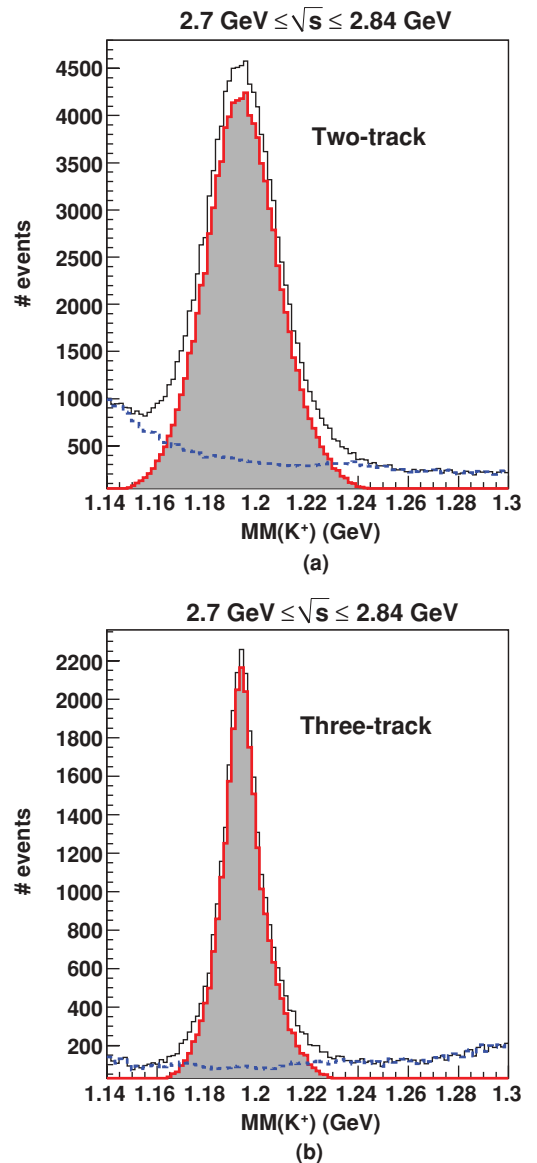 2.7 GeV ≤ √s ≤ 2.84 GeV
4500
4000
3500
3000
2500
2000
1500
1000
500
# events
Two-track
1.14 1.16 1.18 1.2 1.22 1.24 1.26 1.28 1.3
MM(K⁺) (GeV)
(a)
2.7 GeV ≤ √s ≤ 2.84 GeV
2200
2000
1800
1600
1400
1200
1000
800
600
400
200
# events
Three-track
1.14 1.16 1.18 1.2 1.22 1.24 1.26 1.28 1.3
MM(K⁺) (GeV)
(b)